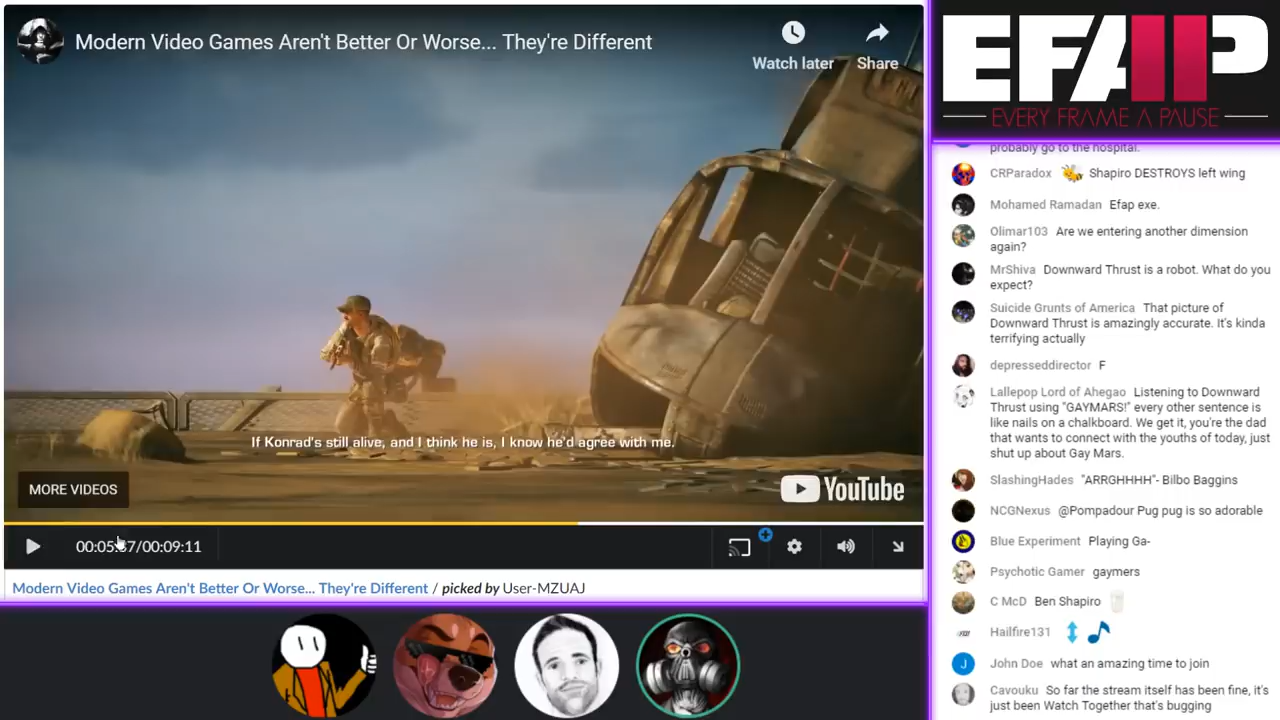 Modern Video Games Aren't Better Or Worse... They're Different
Watch later
Share
If Konrad's still alive, and I think he is, I know he'd agree with me.
MORE VIDEOS
YouTube
00:05:37/00:09:11
Modern Video Games Aren't Better Or Worse... They're Different / picked by User-MZUAJ
EFAP
EVERY FRAME A PAUSE
probably go to the hospital.
CRParadox Shapiro DESTROYS left wing
Mohamed Ramadan Efap exe.
Olimar103 Are we entering another dimension
again?
MrShiva Downward Thrust is a robot. What do you
expect?
Suicide Grunts of America That picture of
Downward Thrust is amazingly accurate. It's kinda
terrifying actually
depresseddirector F
Lallepop Lord of Ahegao Listening to Downward
Thrust using "GAYMARS!" every other sentence is
like nails on a chalkboard. We get it, you're the dad
that wants to connect with the youths of today, just
shut up about Gay Mars.
SlashingHades "ARRGHHHH"- Bilbo Baggins
NCGNexus @Pompadour Pug pug is so adorable
Blue Experiment Playing Ga-
Psychotic Gamer gaymers
C McD Ben Shapiro
Hailfire131
J
John Doe what an amazing time to join
Cavouku So far the stream itself has been fine, it's
just been Watch Together that's bugging